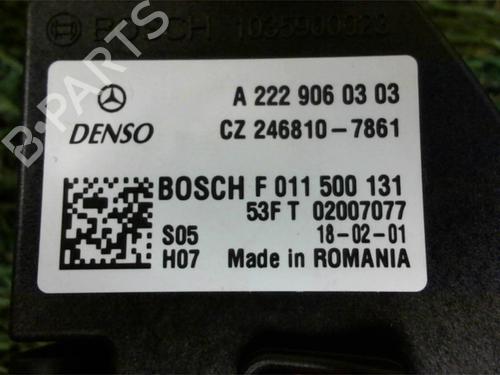 BOSCH 1035900023
A 222 906 03 03
DENSO CZ 246810-7861
BOSCH F 011 500 131
53F T 02007077
S05 18-02-01
H07 Made in ROMANIA
B-PARTS